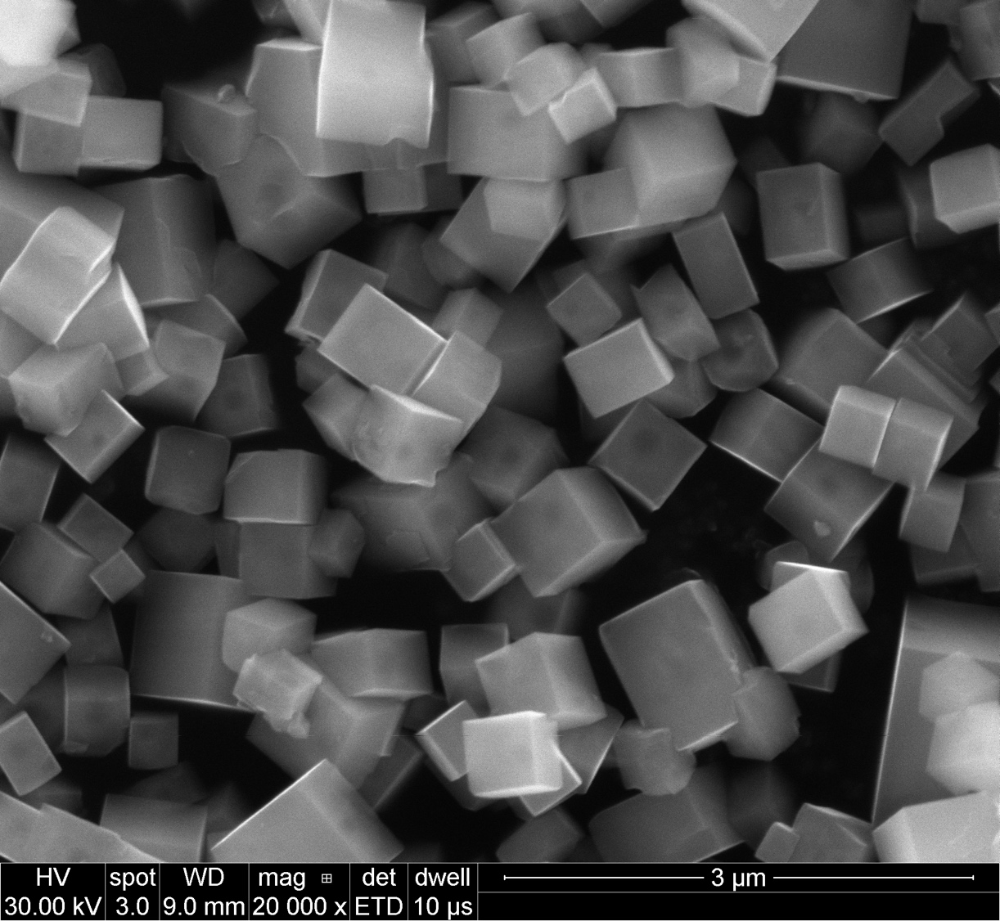 HV spot WD mag ⊞ det dwell 3 µm
30.00 kV 3.0 9.0 mm 20 000 x ETD 10 µs